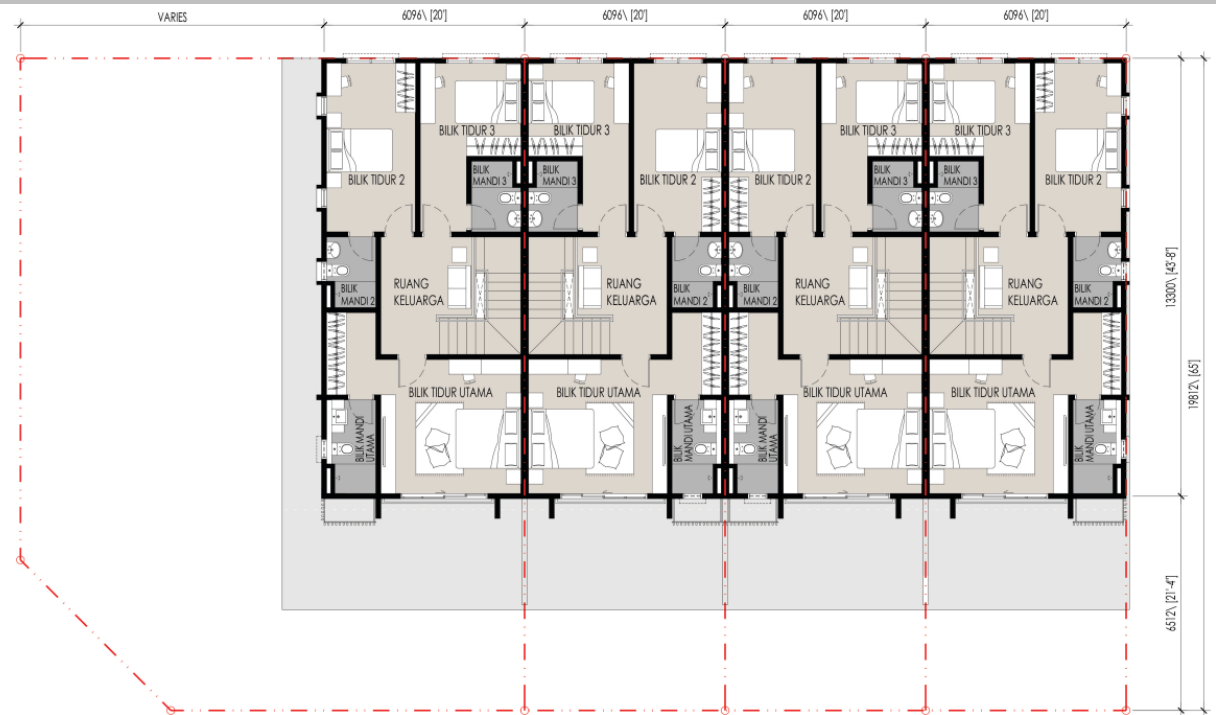 VARIES
6096\ [20']
6096\ [20']
6096\ [20']
6096\ [20']
BILIK TIDUR 3
BILIK TIDUR 3
BILIK TIDUR 3
BILIK TIDUR 3
BILIK TIDUR 2
BILIK TIDUR 2
BILIK TIDUR 2
BILIK TIDUR 2
BILIK
MANDI 3
BILIK
MANDI 3
BILIK
MANDI 3
BILIK
MANDI 3
RUANG
KELUARGA
RUANG
KELUARGA
RUANG
KELUARGA
RUANG
KELUARGA
BILIK
MANDI 2
BILIK
MANDI 2
BILIK
MANDI 2
BILIK
MANDI 2
BILIK TIDUR UTAMA
BILIK TIDUR UTAMA
BILIK TIDUR UTAMA
BILIK TIDUR UTAMA
BILIK MANDI
UTAMA
BILIK
MANDI UTAMA
BILIK MANDI
UTAMA
BILIK
MANDI UTAMA
13300\ [43'-8"]
19812\ [65']
6512\ [21'-4"]